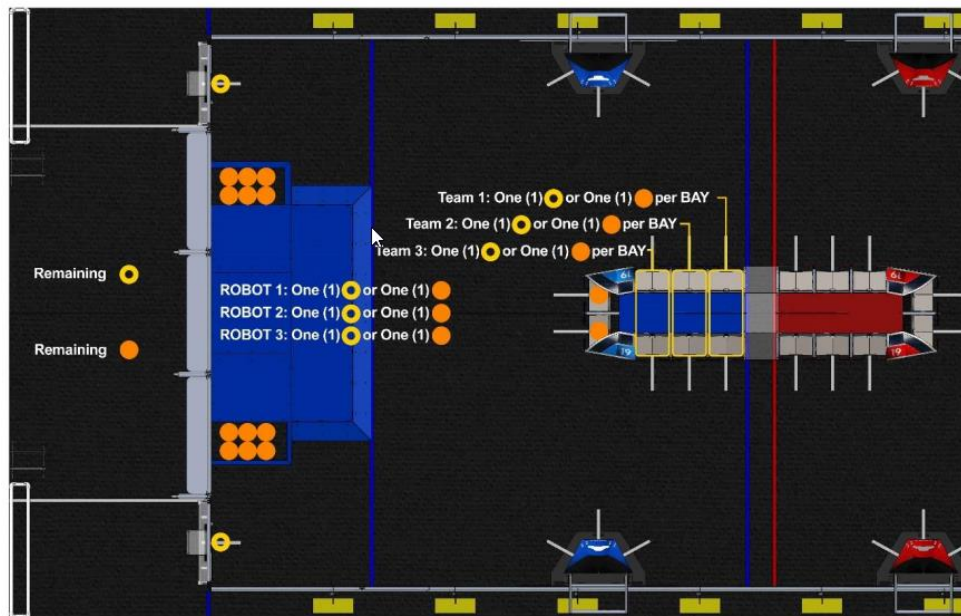 Team 1: One (1) or One (1) per BAY
Team 2: One (1) or One (1) per BAY
Team 3: One (1) or One (1) per BAY
Remaining
ROBOT 1: One (1) or One (1)
ROBOT 2: One (1) or One (1)
ROBOT 3: One (1) or One (1)
Remaining